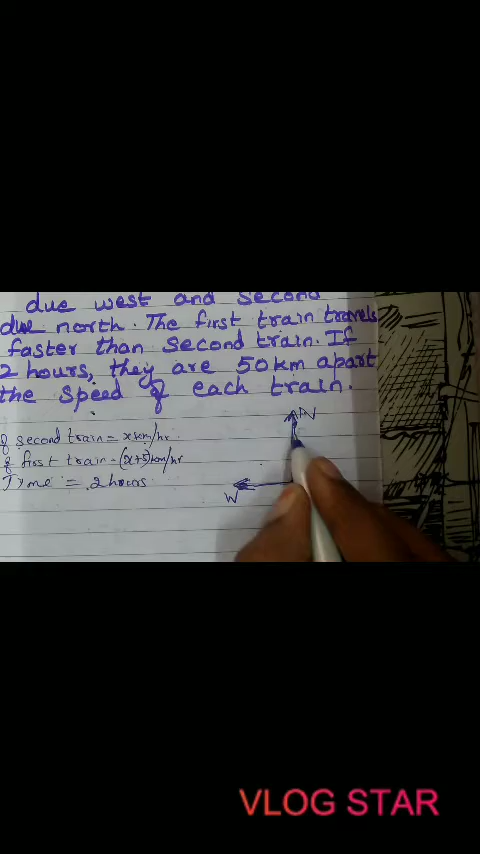 due west and second
due north. The first train travels
faster than second train. If
2 hours, they are 50km apart
the speed of each train.
of second train = x km/hr.
of first train = (x+5) km/hr
Time = 2 hours
N
W
VLOG STAR